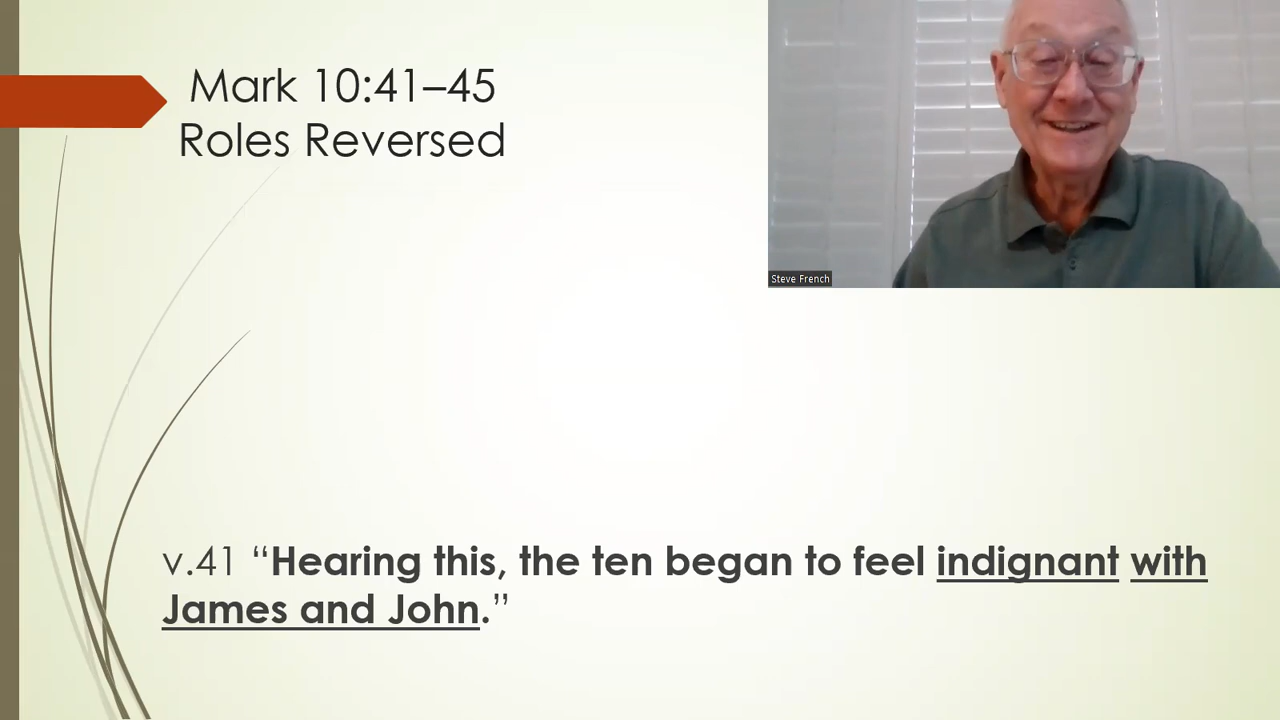 Mark 10:41–45
Roles Reversed
Steve French
v.41 “Hearing this, the ten began to feel indignant with
James and John.”